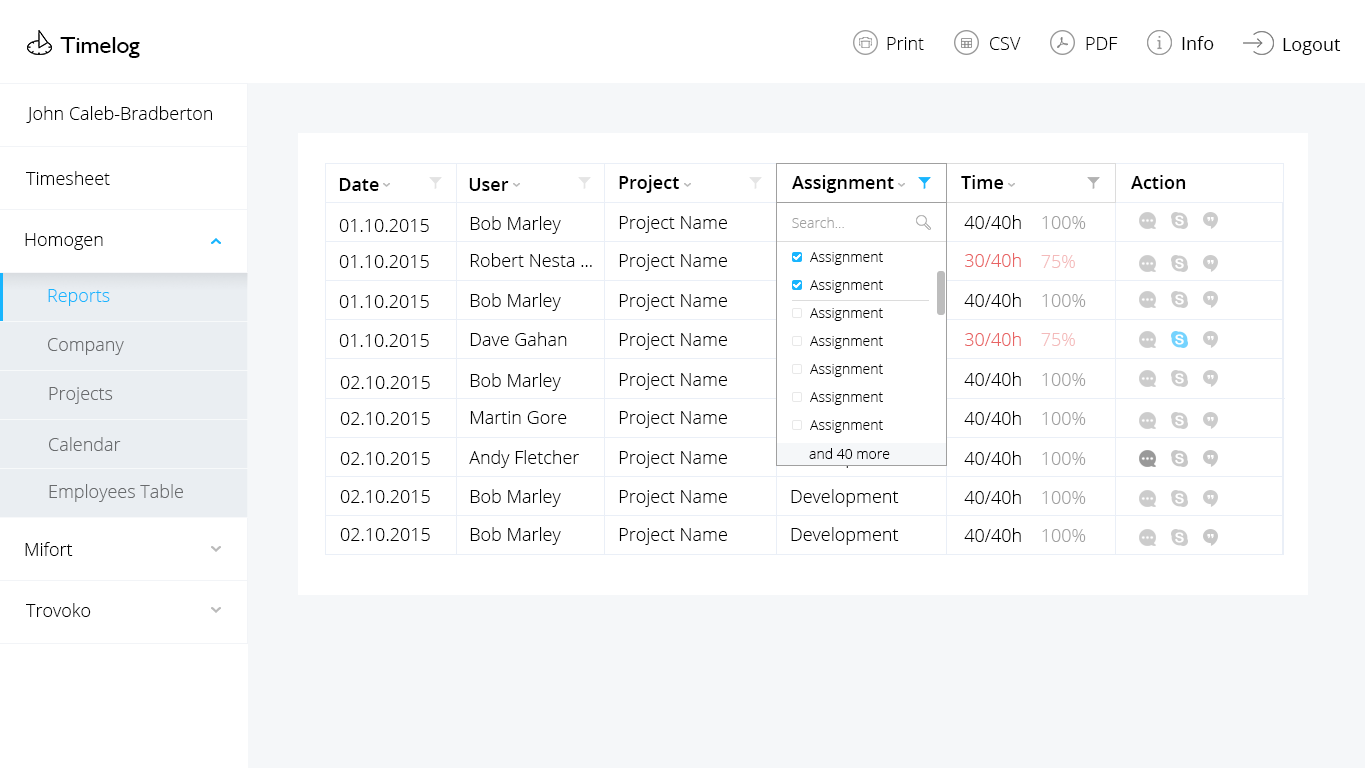 Timelog
Print CSV PDF Info Logout
John Caleb-Bradberton
Timesheet
Homogen
Reports
Company
Projects
Calendar
Employees Table
Mifort
Trovoko
Date User Project Assignment Time Action
01.10.2015 Bob Marley Project Name Search... 40/40h 100%
01.10.2015 Robert Nesta ... Project Name Assignment 30/40h 75%
Assignment
01.10.2015 Bob Marley Project Name Assignment 40/40h 100%
01.10.2015 Dave Gahan Project Name Assignment 30/40h 75%
02.10.2015 Bob Marley Project Name Assignment 40/40h 100%
Assignment
02.10.2015 Martin Gore Project Name Assignment 40/40h 100%
02.10.2015 Andy Fletcher Project Name and 40 more 40/40h 100%
02.10.2015 Bob Marley Project Name Development 40/40h 100%
02.10.2015 Bob Marley Project Name Development 40/40h 100%